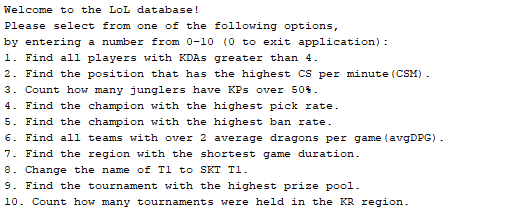 Welcome to the LoL database!
Please select from one of the following options,
by entering a number from 0-10 (0 to exit application):
1. Find all players with KDAs greater than 4.
2. Find the position that has the highest CS per minute(CSM).
3. Count how many junglers have KPs over 50%.
4. Find the champion with the highest pick rate.
5. Find the champion with the highest ban rate.
6. Find all teams with over 2 average dragons per game(avgDPG).
7. Find the region with the shortest game duration.
8. Change the name of T1 to SKT T1.
9. Find the tournament with the highest prize pool.
10. Count how many tournaments were held in the KR region.